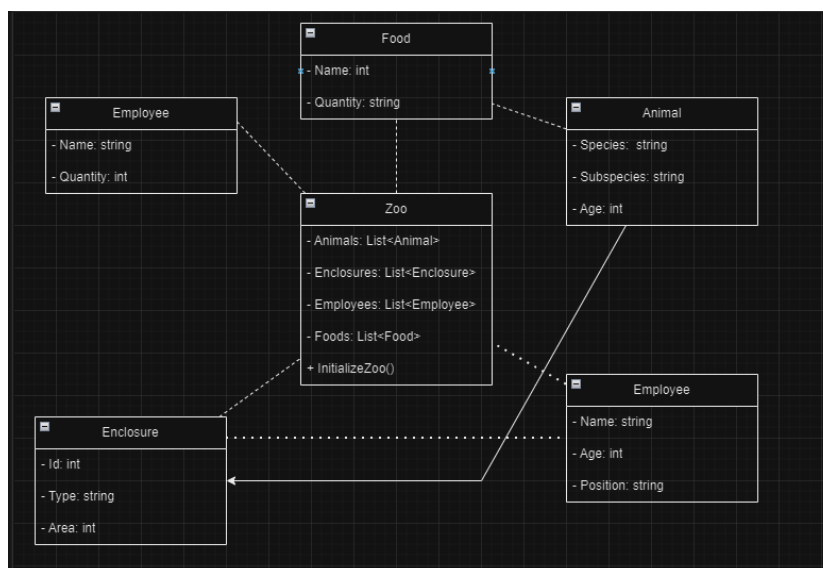 Food
- Name: int
- Quantity: string
Employee
- Name: string
- Quantity: int
Animal
- Species: string
- Subspecies: string
- Age: int
Zoo
- Animals: List<Animal>
- Enclosures: List<Enclosure>
- Employees: List<Employee>
- Foods: List<Food>
+ InitializeZoo()
Employee
- Name: string
- Age: int
- Position: string
Enclosure
- Id: int
- Type: string
- Area: int